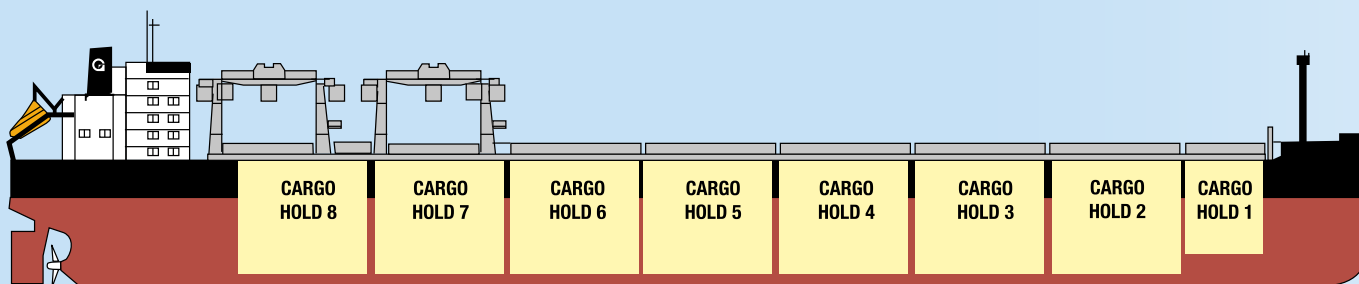 G
CARGO
HOLD 8
CARGO
HOLD 7
CARGO
HOLD 6
CARGO
HOLD 5
CARGO
HOLD 4
CARGO
HOLD 3
CARGO
HOLD 2
CARGO
HOLD 1